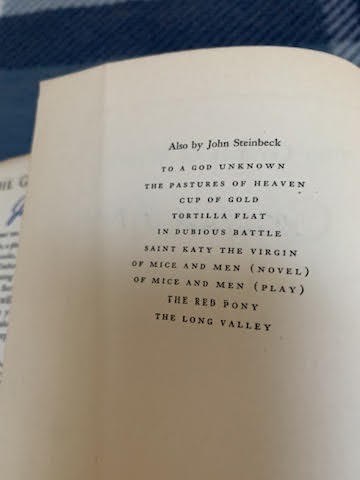 Also by John Steinbeck
TO A GOD UNKNOWN
THE PASTURES OF HEAVEN
CUP OF GOLD
TORTILLA FLAT
IN DUBIOUS BATTLE
SAINT KATY THE VIRGIN
OF MICE AND MEN (NOVEL)
OF MICE AND MEN (PLAY)
THE RED PONY
THE LONG VALLEY